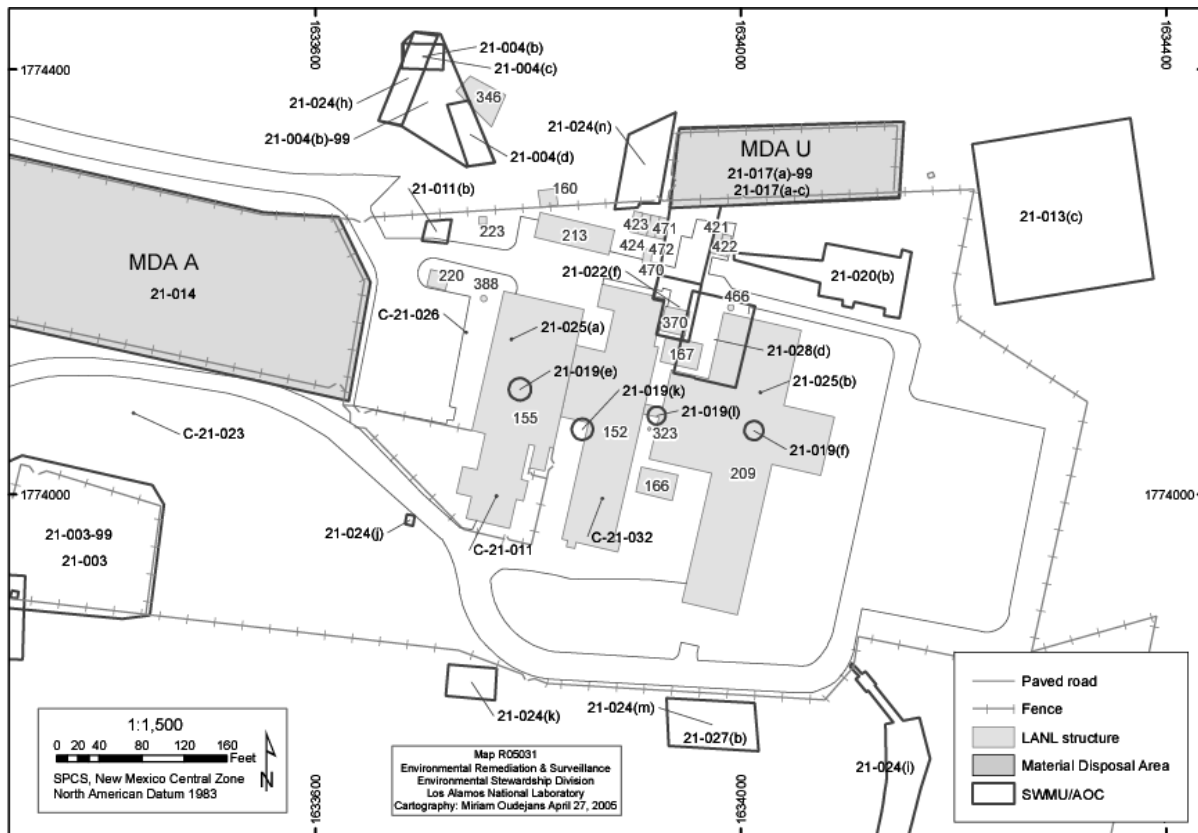 1633600
1634000
1634400
1774400
21-004(b)
21-004(c)
21-024(h)
346
21-004(b)-99
21-024(n)
21-004(d)
MDA U
21-017(a)-99
21-017(a-c)
21-011(b)
160
21-013(c)
223
213
423
471
421
424
472
422
MDA A
21-014
470
21-022(f)
21-020(b)
220
388
466
C-21-026
21-025(a)
370
167
21-028(d)
21-019(e)
21-019(k)
21-025(b)
21-019(l)
155
152
323
C-21-023
21-019(f)
209
166
1774000
1774000
21-003-99
21-003
21-024(j)
C-21-011
C-21-032
21-024(k)
21-024(m)
21-027(b)
21-024(i)
Paved road
Fence
LANL structure
Material Disposal Area
SWMU/AOC
1:1,500
0 20 40 80 120 160
Feet
N
SPCS, New Mexico Central Zone
North American Datum 1983
Map R05031
Environmental Remediation & Surveillance
Environmental Stewardship Division
Los Alamos National Laboratory
Cartography: Miriam Oudejans April 27, 2005
1633600
1634000